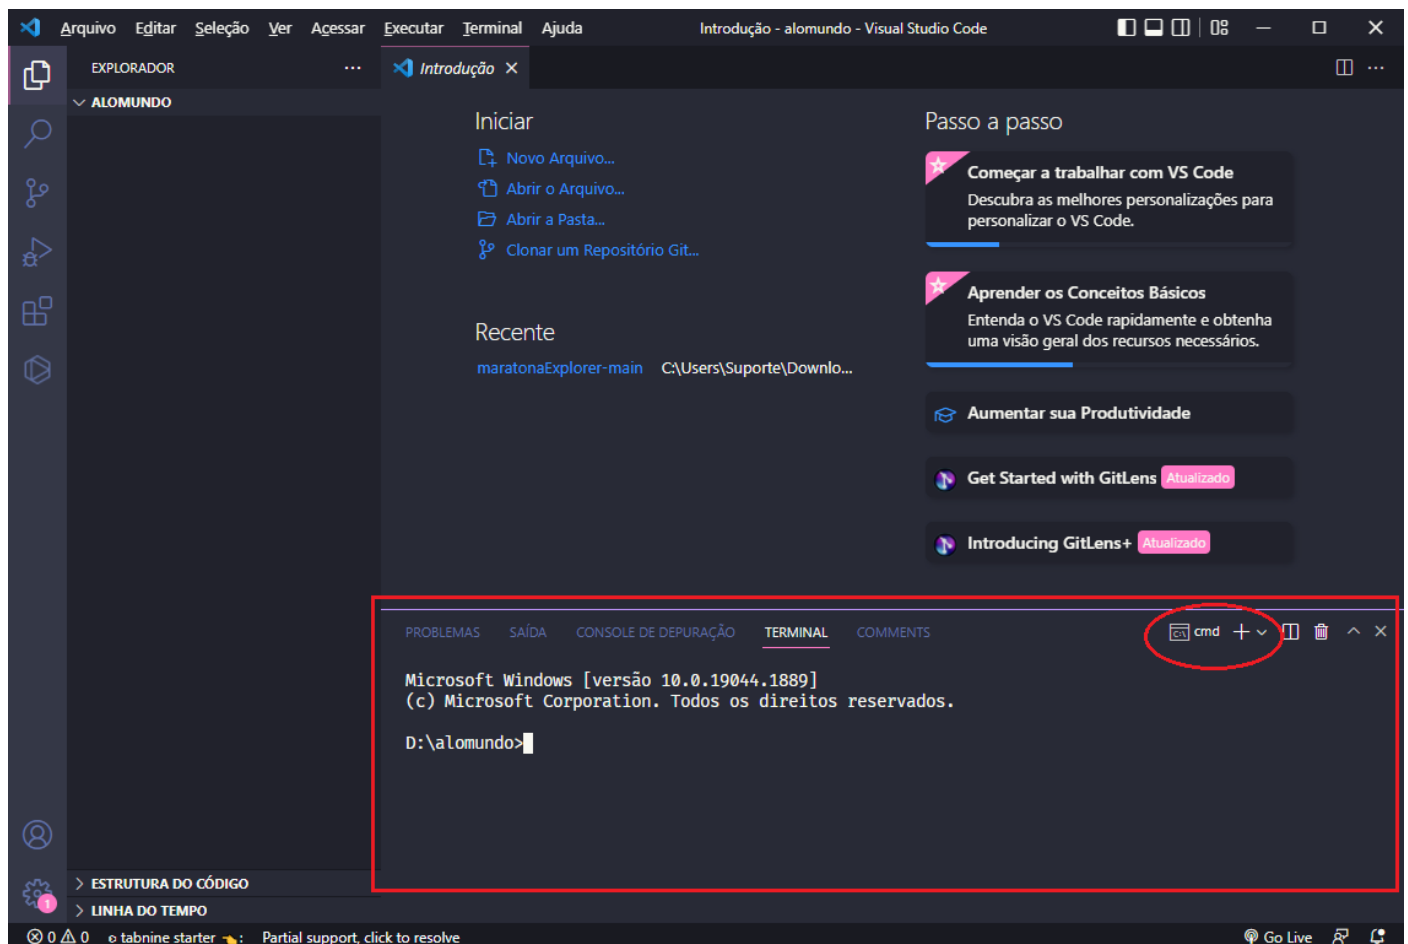 Arquivo Editar Seleção Ver Acessar Executar Terminal Ajuda Introdução - alomundo - Visual Studio Code
EXPLORADOR
Introdução
ALOMUNDO
Iniciar
Novo Arquivo...
Abrir o Arquivo...
Abrir a Pasta...
Clonar um Repositório Git...
Recente
maratonaExplorer-main C:\Users\Suporte\Downlo...
Passo a passo
Começar a trabalhar com VS Code
Descubra as melhores personalizações para
personalizar o VS Code.
Aprender os Conceitos Básicos
Entenda o VS Code rapidamente e obtenha
uma visão geral dos recursos necessários.
Aumentar sua Produtividade
Get Started with GitLens Atualizado
Introducing GitLens+ Atualizado
PROBLEMAS SAÍDA CONSOLE DE DEPURAÇÃO TERMINAL COMMENTS cmd
Microsoft Windows [versão 10.0.19044.1889]
(c) Microsoft Corporation. Todos os direitos reservados.
D:\alomundo>
ESTRUTURA DO CÓDIGO
1
LINHA DO TEMPO
0 0 tabnine starter : Partial support, click to resolve Go Live